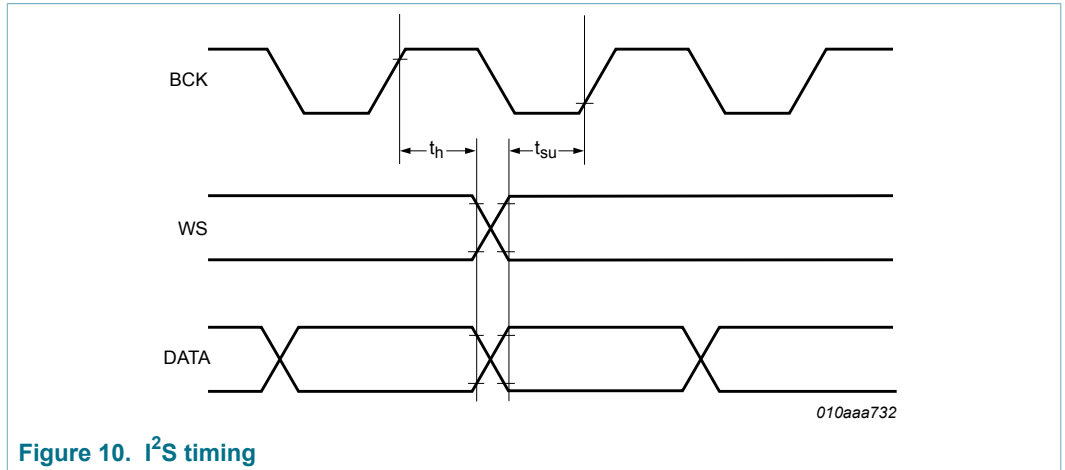 BCK
th
tsu
WS
DATA
010aaa732
Figure 10. I²S timing